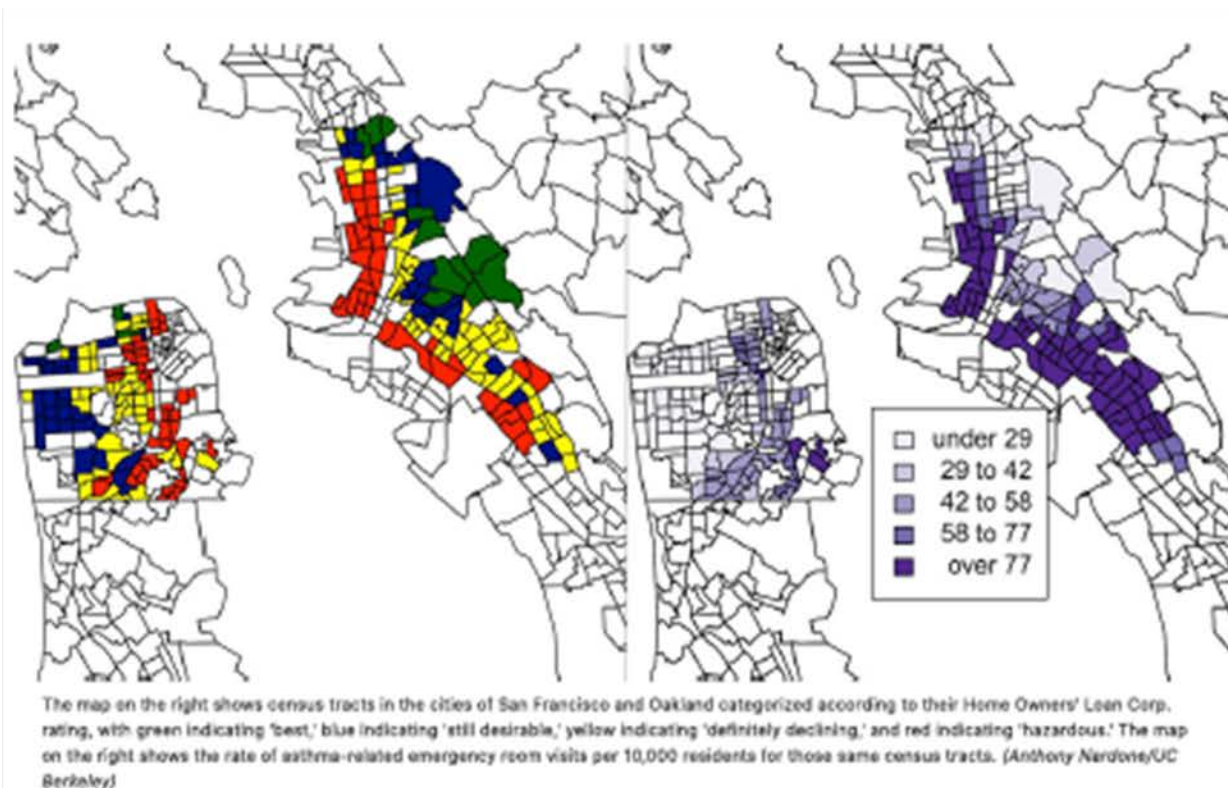 under 29
29 to 42
42 to 58
58 to 77
over 77
The map on the right shows census tracts in the cities of San Francisco and Oakland categorized according to their Home Owners' Loan Corp.
rating, with green indicating 'best,' blue indicating 'still desirable,' yellow indicating 'definitely declining,' and red indicating 'hazardous.' The map
on the right shows the rate of asthma-related emergency room visits per 10,000 residents for those same census tracts. (Anthony Nardone/UC
Berkeley)